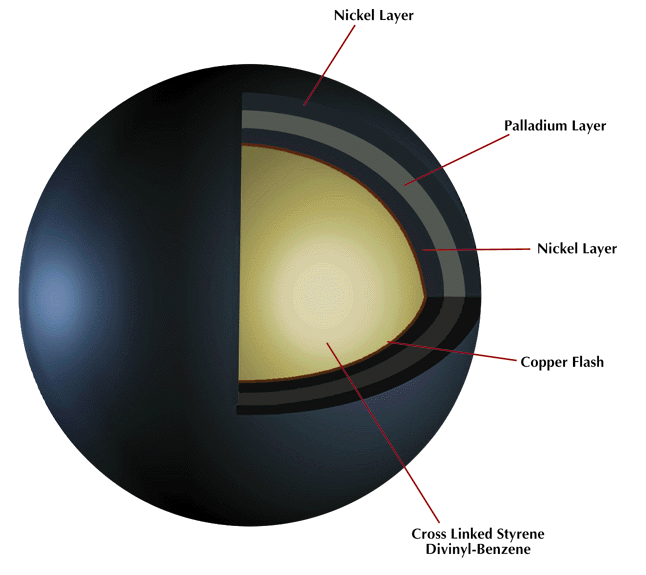 Nickel Layer
Palladium Layer
Nickel Layer
Copper Flash
Cross Linked Styrene
Divinyl-Benzene